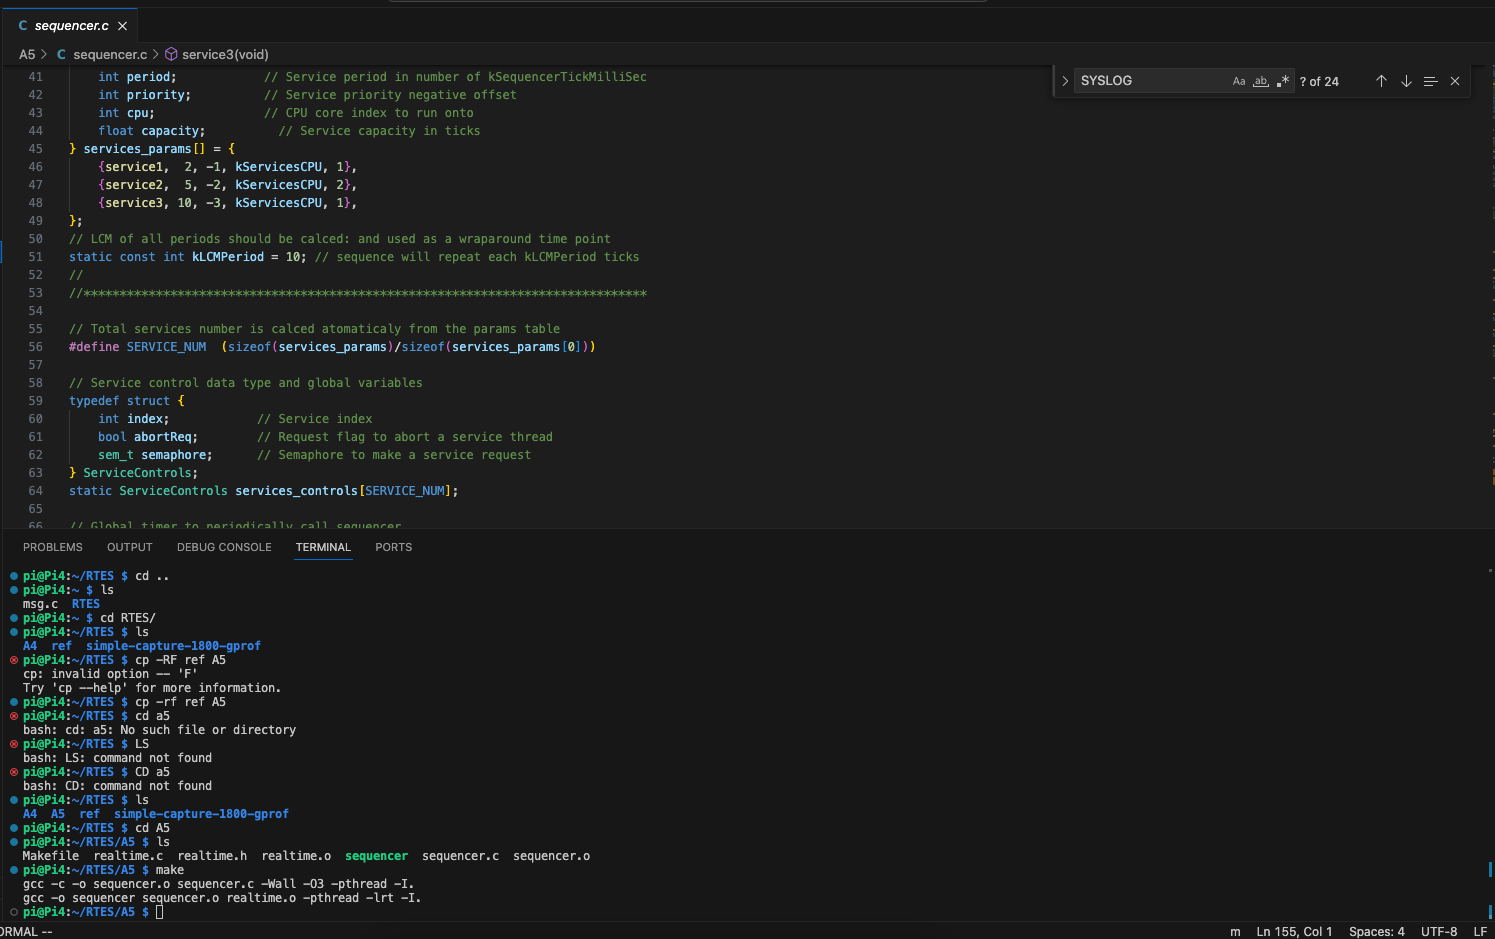 C sequencer.c ×
A5 > C sequencer.c > service3(void)
> SYSLOG Aa ab .* ? of 24 ↑ ↓ ×
41 int period; // Service period in number of kSequencerTickMilliSec
42 int priority; // Service priority negative offset
43 int cpu; // CPU core index to run onto
44 float capacity; // Service capacity in ticks
45 } services_params[] = {
46 {service1, 2, -1, kServicesCPU, 1},
47 {service2, 5, -2, kServicesCPU, 2},
48 {service3, 10, -3, kServicesCPU, 1},
49 };
50 // LCM of all periods should be calced: and used as a wraparound time point
51 static const int kLCMPeriod = 10; // sequence will repeat each kLCMPeriod ticks
52 //
53 //******************************************************************************
54
55 // Total services number is calced atomaticaly from the params table
56 #define SERVICE_NUM (sizeof(services_params)/sizeof(services_params[0]))
57
58 // Service control data type and global variables
59 typedef struct {
60 int index; // Service index
61 bool abortReq; // Request flag to abort a service thread
62 sem_t semaphore; // Semaphore to make a service request
63 } ServiceControls;
64 static ServiceControls services_controls[SERVICE_NUM];
65
66 // Global timer to periodically call sequencer
PROBLEMS OUTPUT DEBUG CONSOLE TERMINAL PORTS
pi@Pi4:~/RTES $ cd ..
pi@Pi4:~ $ ls
msg.c RTES
pi@Pi4:~ $ cd RTES/
pi@Pi4:~/RTES $ ls
A4 ref simple-capture-1800-gprof
pi@Pi4:~/RTES $ cp -RF ref A5
cp: invalid option -- 'F'
Try 'cp --help' for more information.
pi@Pi4:~/RTES $ cp -rf ref A5
pi@Pi4:~/RTES $ cd a5
bash: cd: a5: No such file or directory
pi@Pi4:~/RTES $ LS
bash: LS: command not found
pi@Pi4:~/RTES $ CD a5
bash: CD: command not found
pi@Pi4:~/RTES $ ls
A4 A5 ref simple-capture-1800-gprof
pi@Pi4:~/RTES $ cd A5
pi@Pi4:~/RTES/A5 $ ls
Makefile realtime.c realtime.h realtime.o sequencer sequencer.c sequencer.o
pi@Pi4:~/RTES/A5 $ make
gcc -c -o sequencer.o sequencer.c -Wall -O3 -pthread -I.
gcc -o sequencer sequencer.o realtime.o -pthread -lrt -I.
pi@Pi4:~/RTES/A5 $
ORMAL -- m Ln 155, Col 1 Spaces: 4 UTF-8 LF